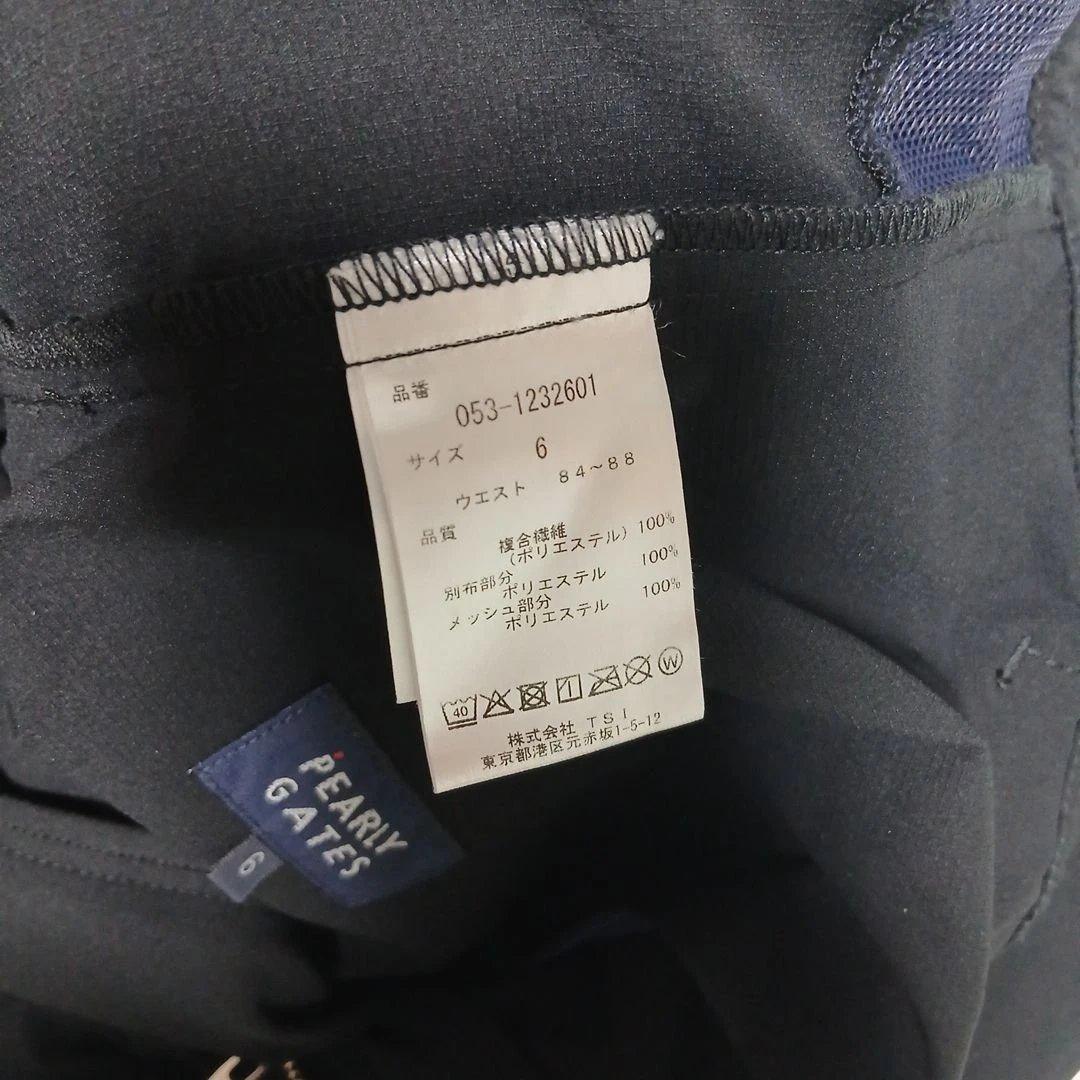 品番 053-1232601
サイズ 6
ウエスト 84~88
品質 複合繊維
(ポリエステル) 100%
別布部分
ポリエステル 100%
メッシュ部分
ポリエステル 100%
40
W
株式会社 TSI
東京都港区元赤坂1-5-12
PEARLY
GATES
6